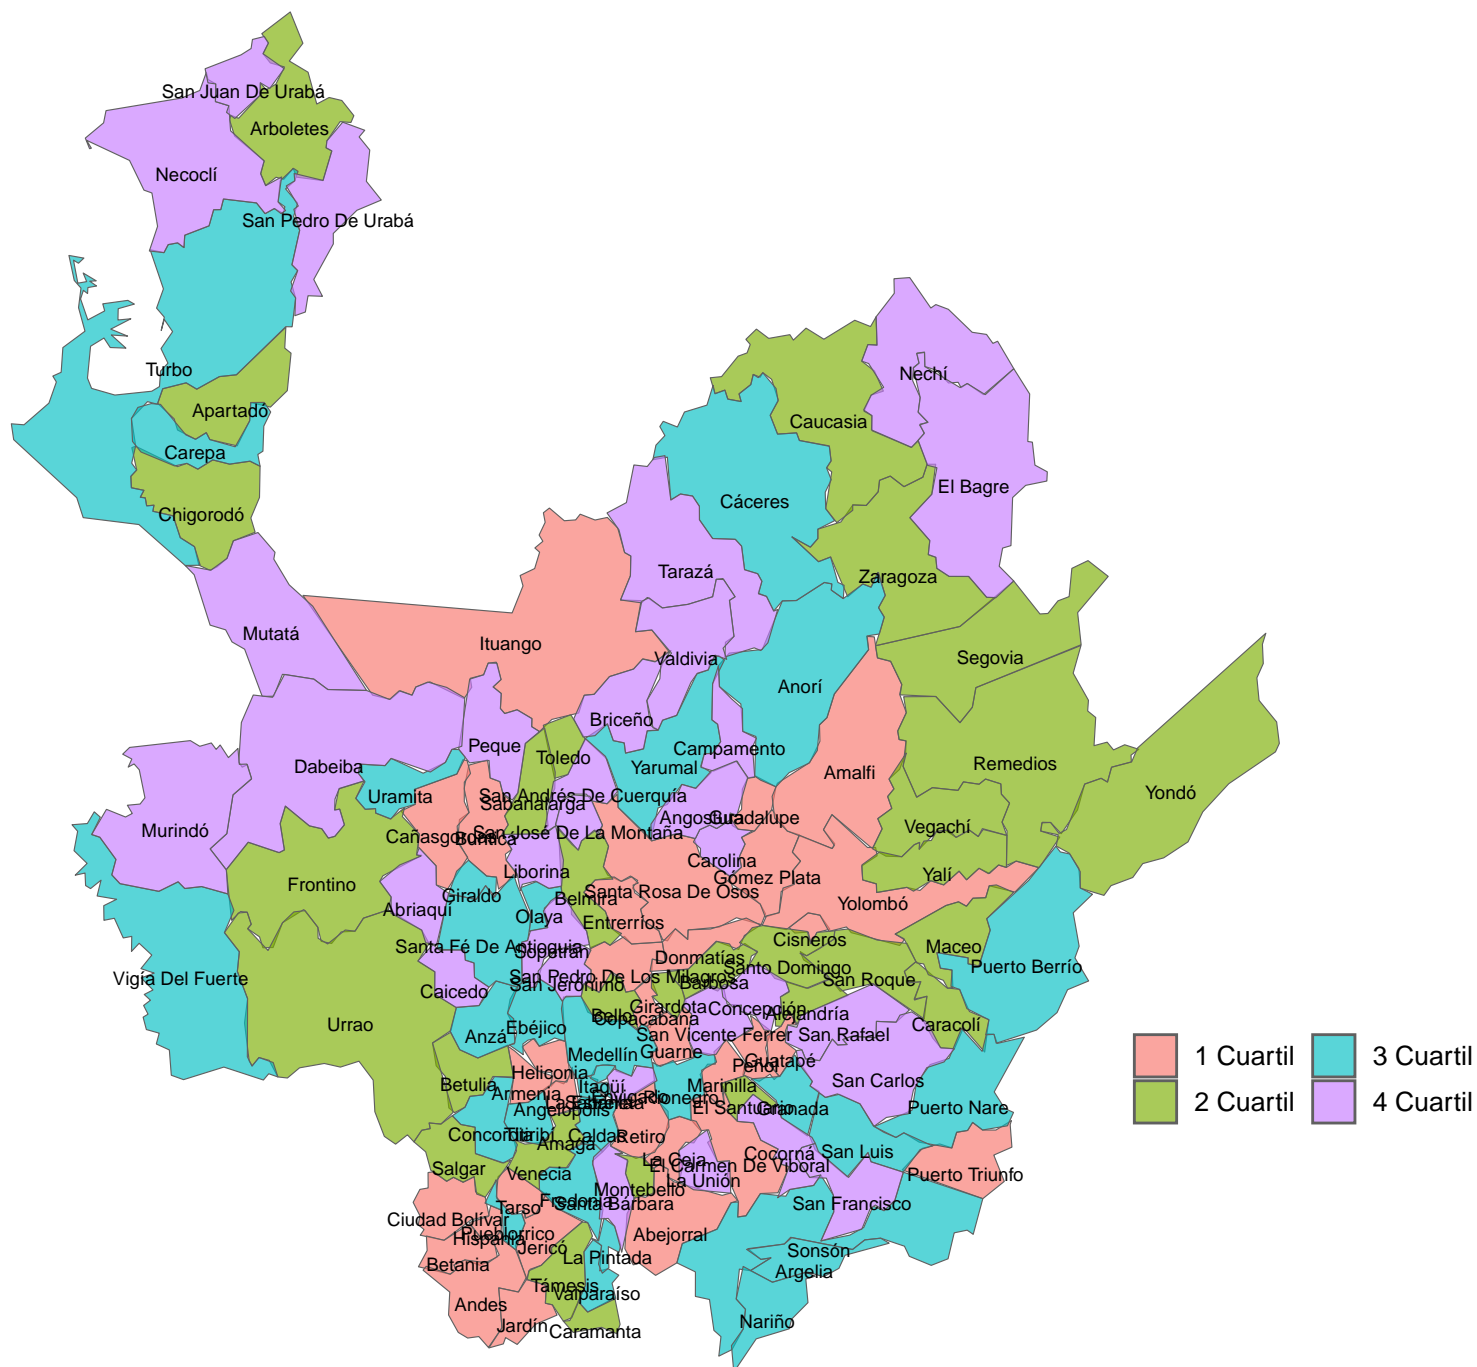 San Juan De Urabá
Arboletes
Necoclí
San Pedro De Urabá
Turbo
Nechí
Apartadó
Caucasia
Carepa
El Bagre
Cáceres
Chigorodó
Tarazá
Zaragoza
Mutatá
Ituango
Valdivia
Segovia
Anorí
Briceño
Peque
Campamento
Toledo
Dabeiba
Yarumal
Amalfi
Remedios
Uramita
San Andrés De Cuerquía
Sabanalarga
Yondó
Murindó
Angostura
Guadalupe
Vegachí
Cañasgordas
Buriticá
San José De La Montaña
Carolina
Liborina
Gómez Plata
Yalí
Frontino
Giraldo
Belmira
Santa Rosa De Osos
Yolombó
Abriaquí
Olaya
Entrerríos
Cisneros
Santa Fé De Antioquia
Sopetrán
Maceo
Donmatías
Santo Domingo
Puerto Berrío
Vigía Del Fuerte
San Pedro De Los Milagros
San Jerónimo
Barbosa
San Roque
Caicedo
Girardota
Concepción
Alejandría
Bello
Copacabana
Urrao
Caracolí
Anzá
Ebéjico
San Vicente Ferrer
San Rafael
Medellín
Guarne
Guatapé
Peñol
1 Cuartil
3 Cuartil
Heliconia
San Carlos
Betulia
Armenia
Itagüí
Envigado
Marinilla
La Estrella
Sabaneta
Rionegro
Angelópolis
El Santuario
Granada
Puerto Nare
2 Cuartil
4 Cuartil
Concordia
Titiribí
Amagá
Caldas
Retiro
Cocorná
San Luis
Salgar
Venecia
La Ceja
El Carmen De Viboral
La Unión
Puerto Triunfo
Montebello
Fredonia
Santa Bárbara
Tarso
San Francisco
Ciudad Bolívar
Hispania
Pueblorrico
Jericó
Abejorral
Betania
La Pintada
Sonsón
Argelia
Támesis
Valparaíso
Andes
Jardín
Caramanta
Nariño